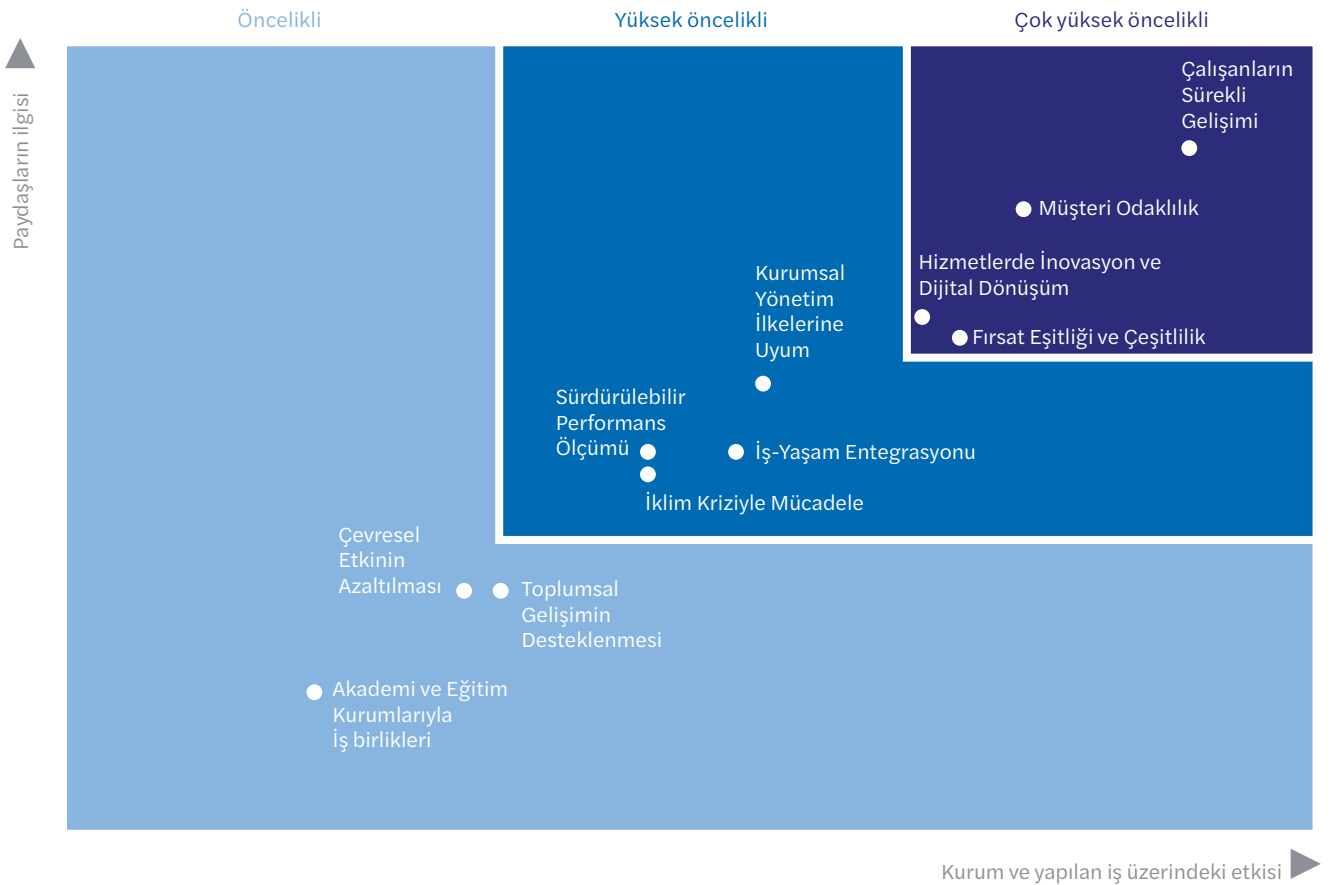 Öncelikli
Yüksek öncelikli
Çok yüksek öncelikli
Paydaşların ilgisi
Çalışanların
Sürekli
Gelişimi
Müşteri Odaklılık
Hizmetlerde İnovasyon ve
Dijital Dönüşüm
Fırsat Eşitliği ve Çeşitlilik
Kurumsal
Yönetim
İlkelerine
Uyum
Sürdürülebilir
Performans
Ölçümü
İş-Yaşam Entegrasyonu
İklim Kriziyle Mücadele
Çevresel
Etkinin
Azaltılması
Toplumsal
Gelişimin
Desteklenmesi
Akademi ve Eğitim
Kurumlarıyla
İş birlikleri
Kurum ve yapılan iş üzerindeki etkisi